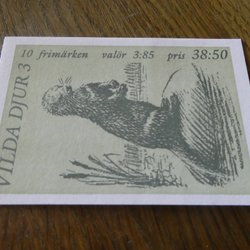 VILDA DJUR 3
10 frimärken valör 3:85 pris 38:50